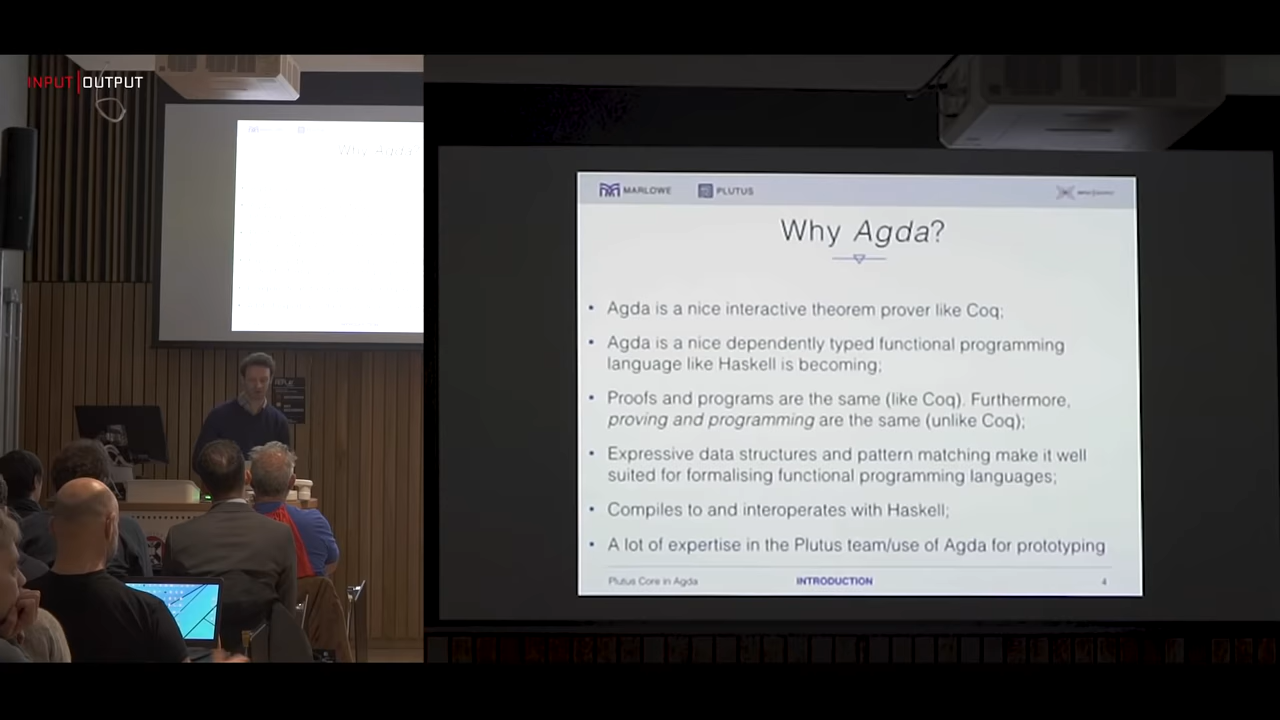 INPUT | OUTPUT
Why Agda?
MARLOWE
PLUTUS
Why Agda?
• Agda is a nice interactive theorem prover like Coq;
• Agda is a nice dependently typed functional programming
language like Haskell is becoming;
• Proofs and programs are the same (like Coq). Furthermore,
proving and programming are the same (unlike Coq);
• Expressive data structures and pattern matching make it well
suited for formalising functional programming languages;
• Compiles to and interoperates with Haskell;
• A lot of expertise in the Plutus team/use of Agda for prototyping
Plutus Core in Agda
INTRODUCTION
4